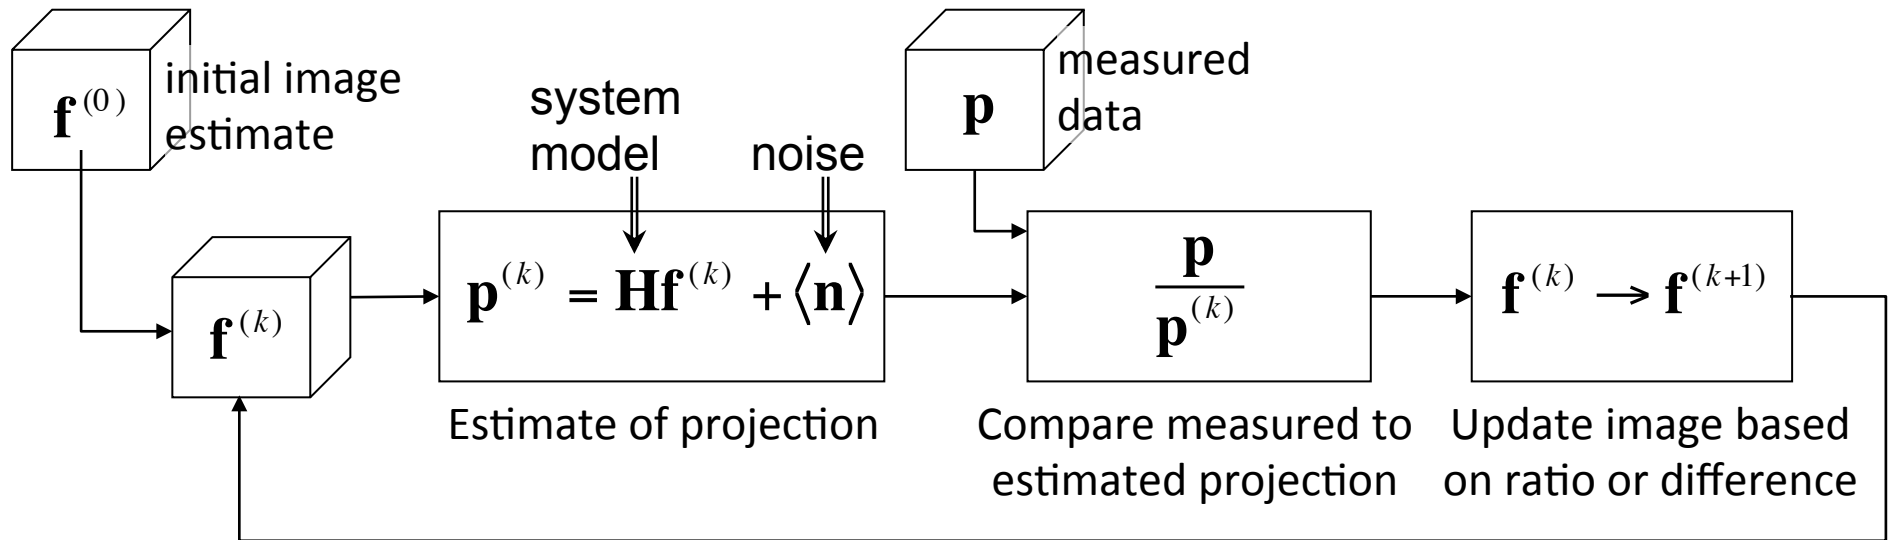 f^(0)
initial image
estimate
system
model
noise
p
measured
data
f^(k)
p^(k) = Hf^(k) + ⟨n⟩
p
p^(k)
f^(k) → f^(k+1)
Estimate of projection
Compare measured to
estimated projection
Update image based
on ratio or difference